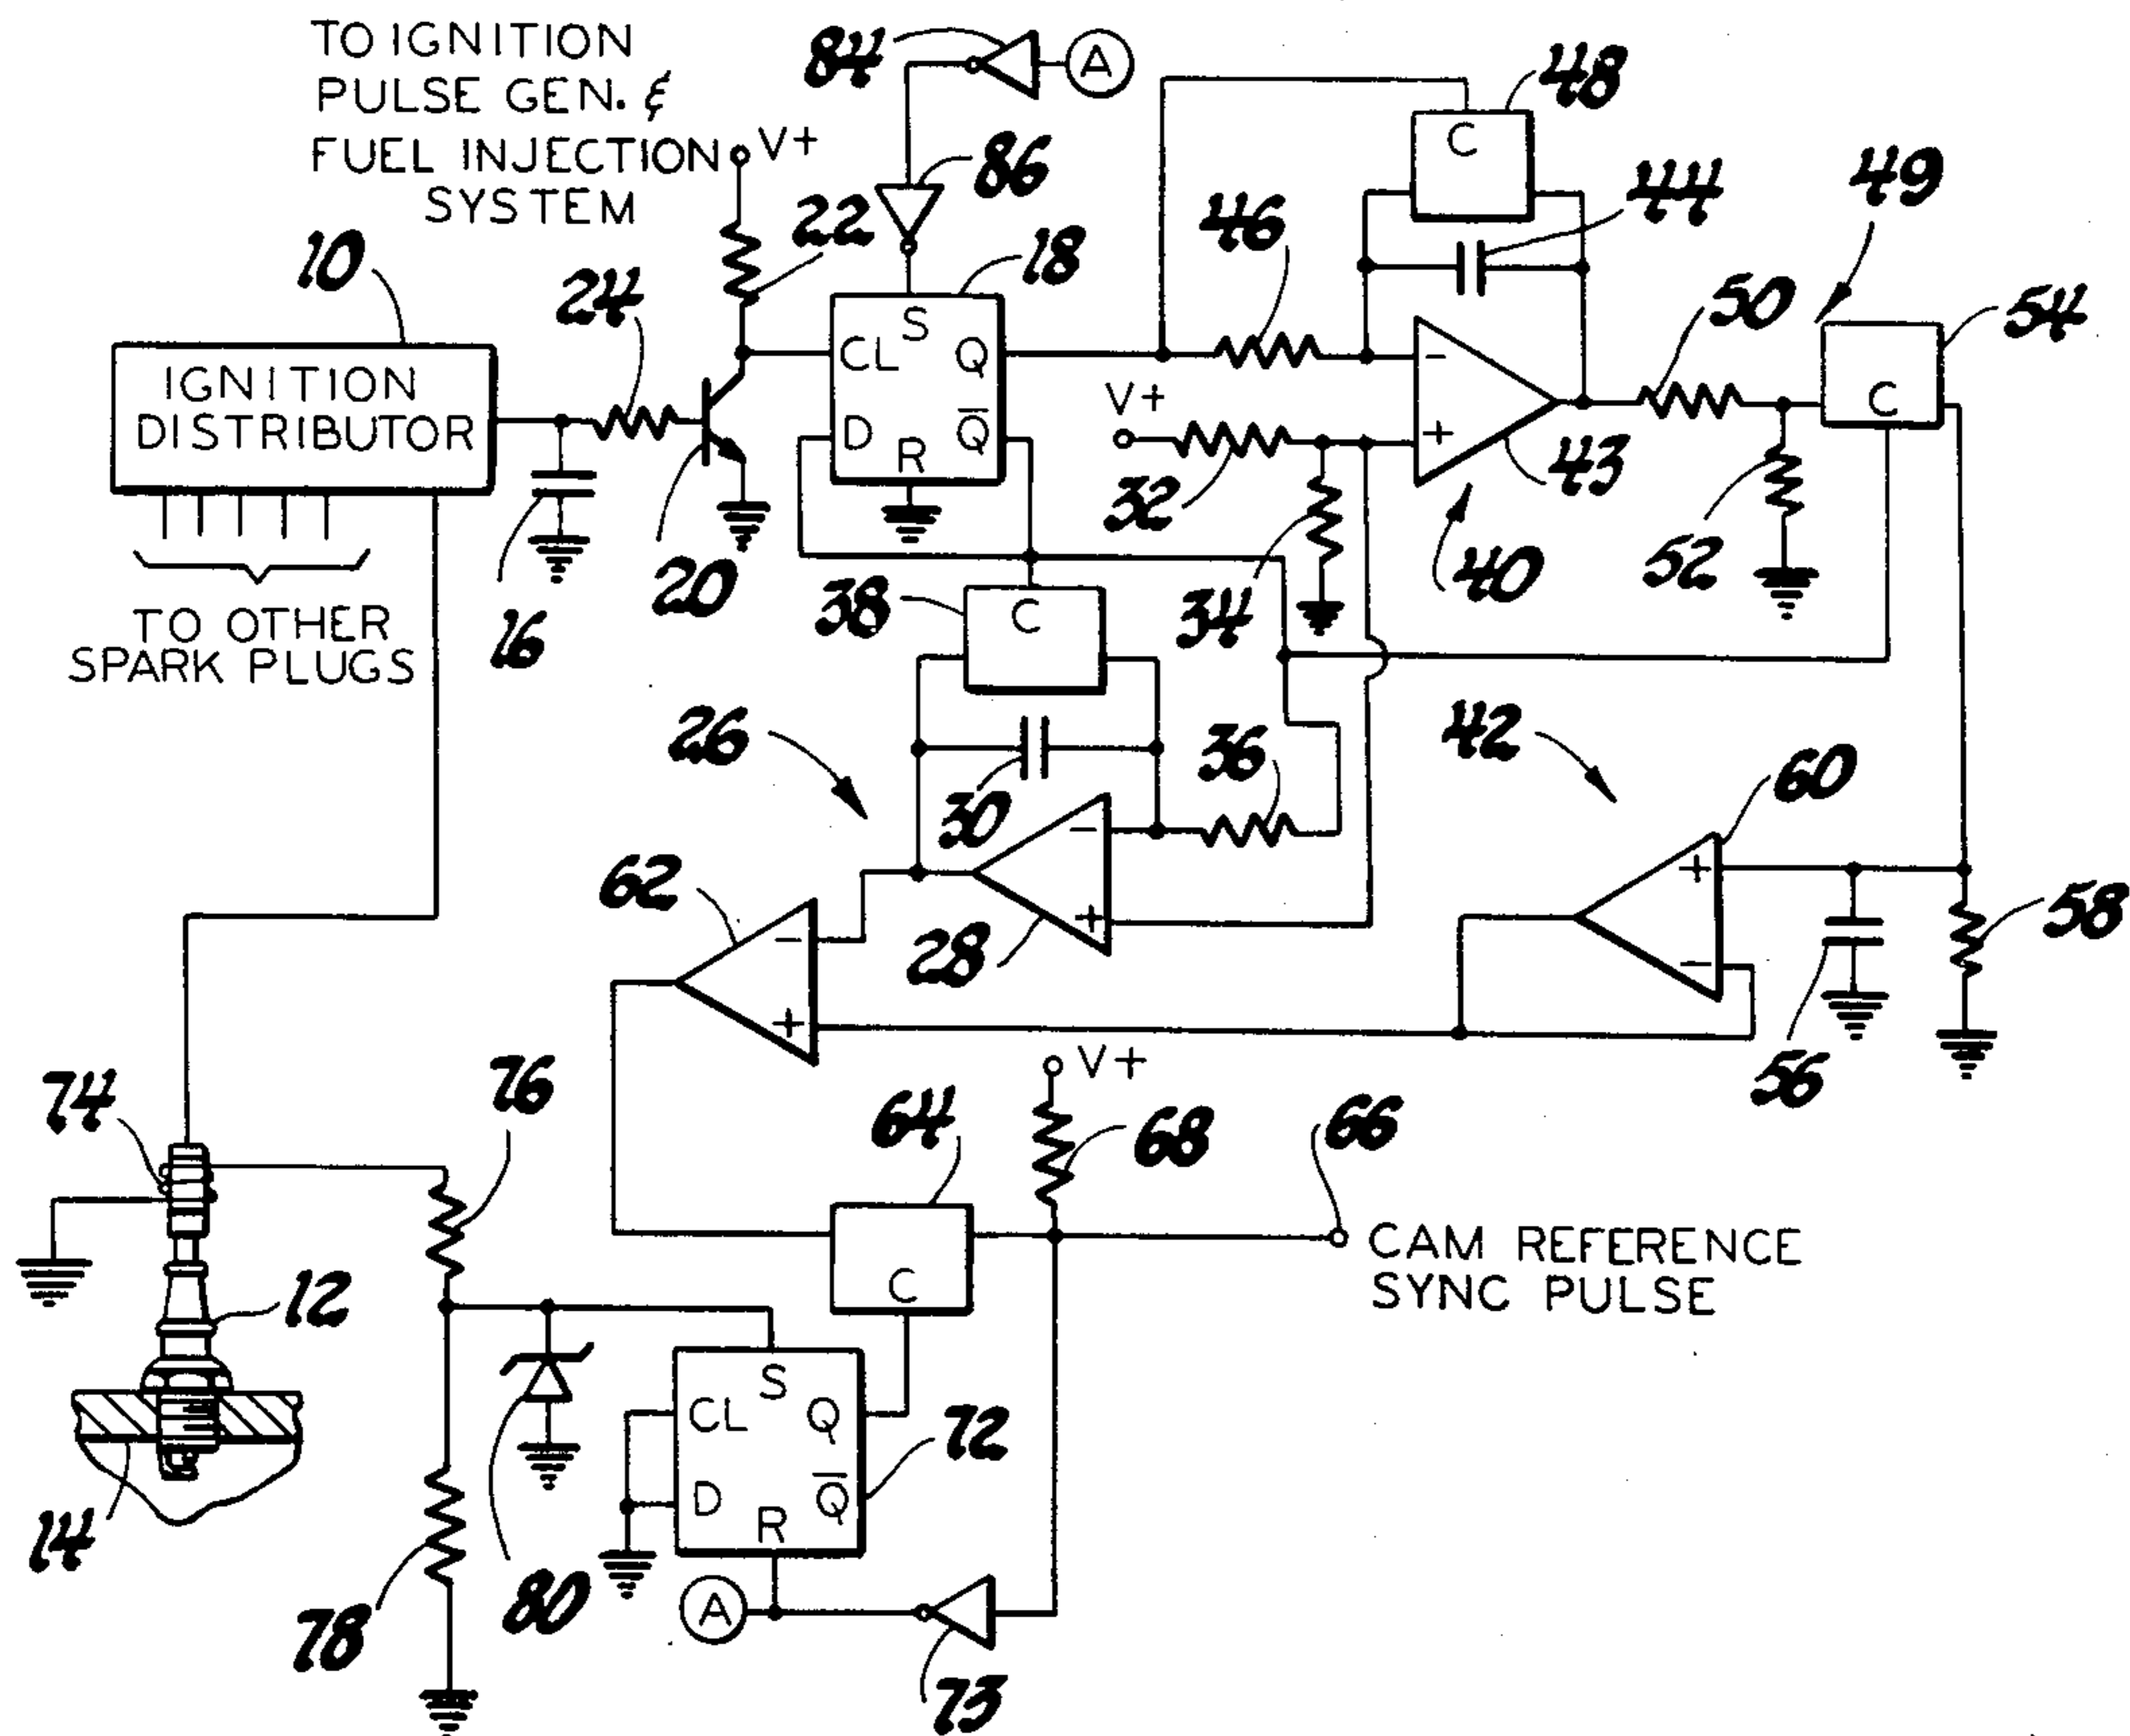 TO IGNITION
PULSE GEN. &
FUEL INJECTION
SYSTEM
84
A
V+
86
48
C
44
49
10
24
22
18
46
50
54
IGNITION
DISTRIBUTOR
S
CL
Q
D
R
Q̅
V+
-
+
C
43
32
16
20
38
C
34
40
52
TO OTHER
SPARK PLUGS
26
30
36
42
60
-
+
28
62
-
+
+
-
58
56
74
76
V+
64
68
66
C
CAM REFERENCE
SYNC PULSE
12
S
CL
Q
D
R
Q̅
72
14
78
80
A
73